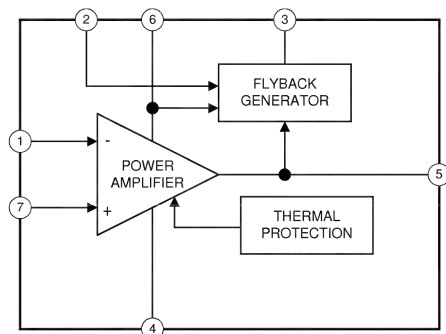 2
6
3
FLYBACK
GENERATOR
1
-
POWER
AMPLIFIER
5
7
+
THERMAL
PROTECTION
4